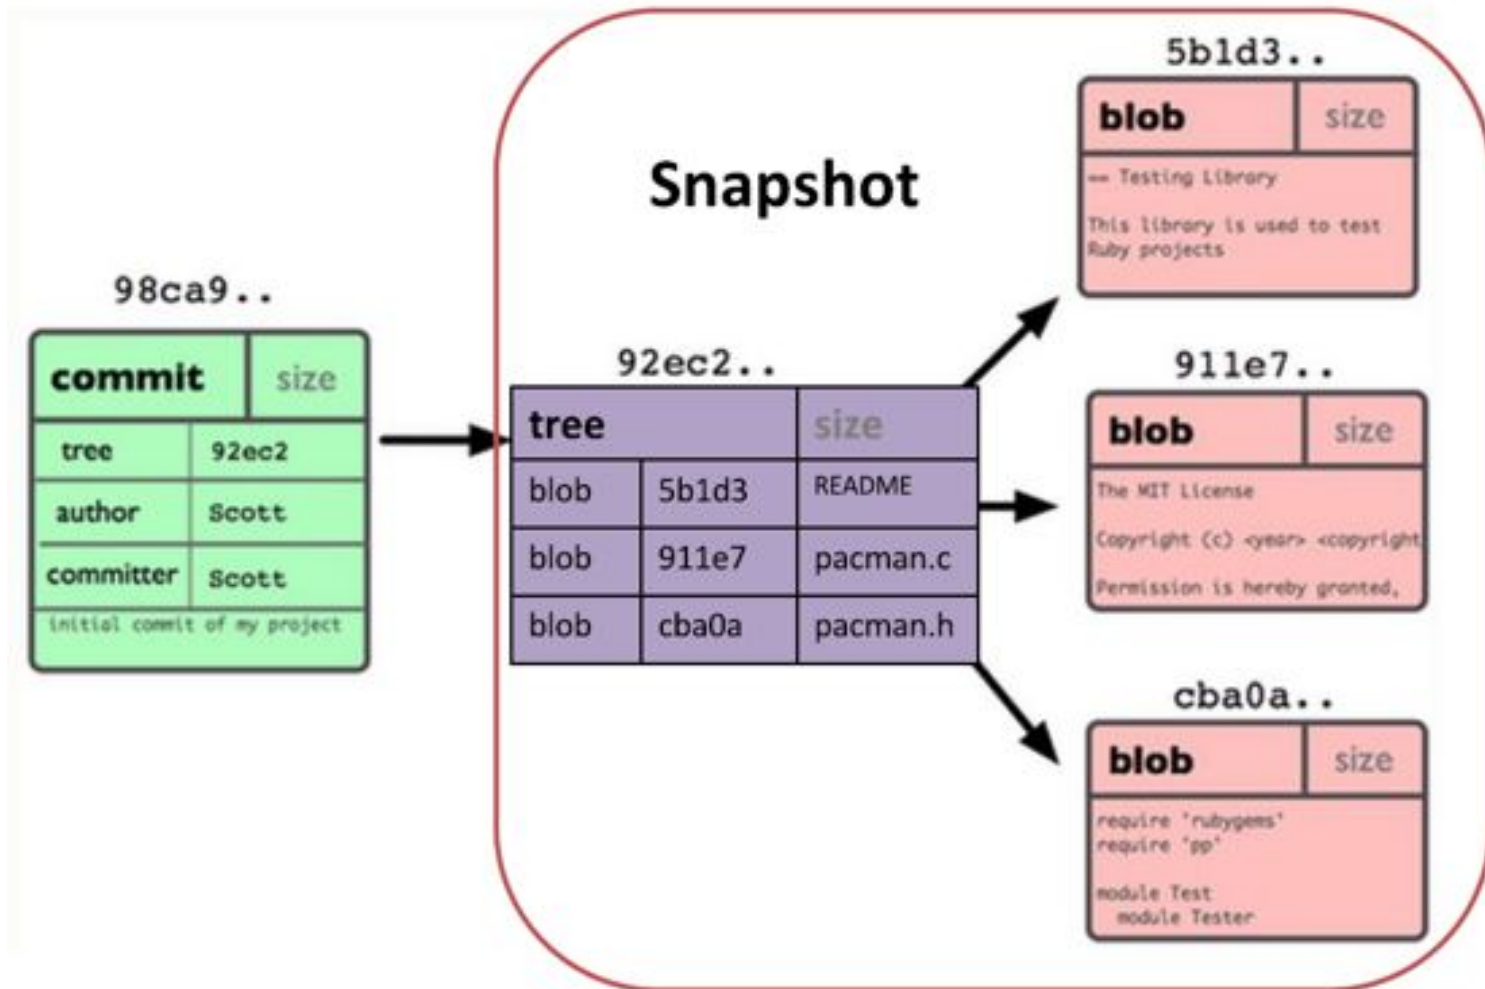 Snapshot
98ca9..
commit size
tree 92ec2
author Scott
committer Scott
initial commit of my project
92ec2..
tree size
blob 5b1d3 README
blob 911e7 pacman.c
blob cba0a pacman.h
5b1d3..
blob size
== Testing Library
This library is used to test
Ruby projects
911e7..
blob size
The MIT License
Copyright (c) <year> <copyright
Permission is hereby granted,
cba0a..
blob size
require 'rubygems'
require 'pp'
module Test
module Tester